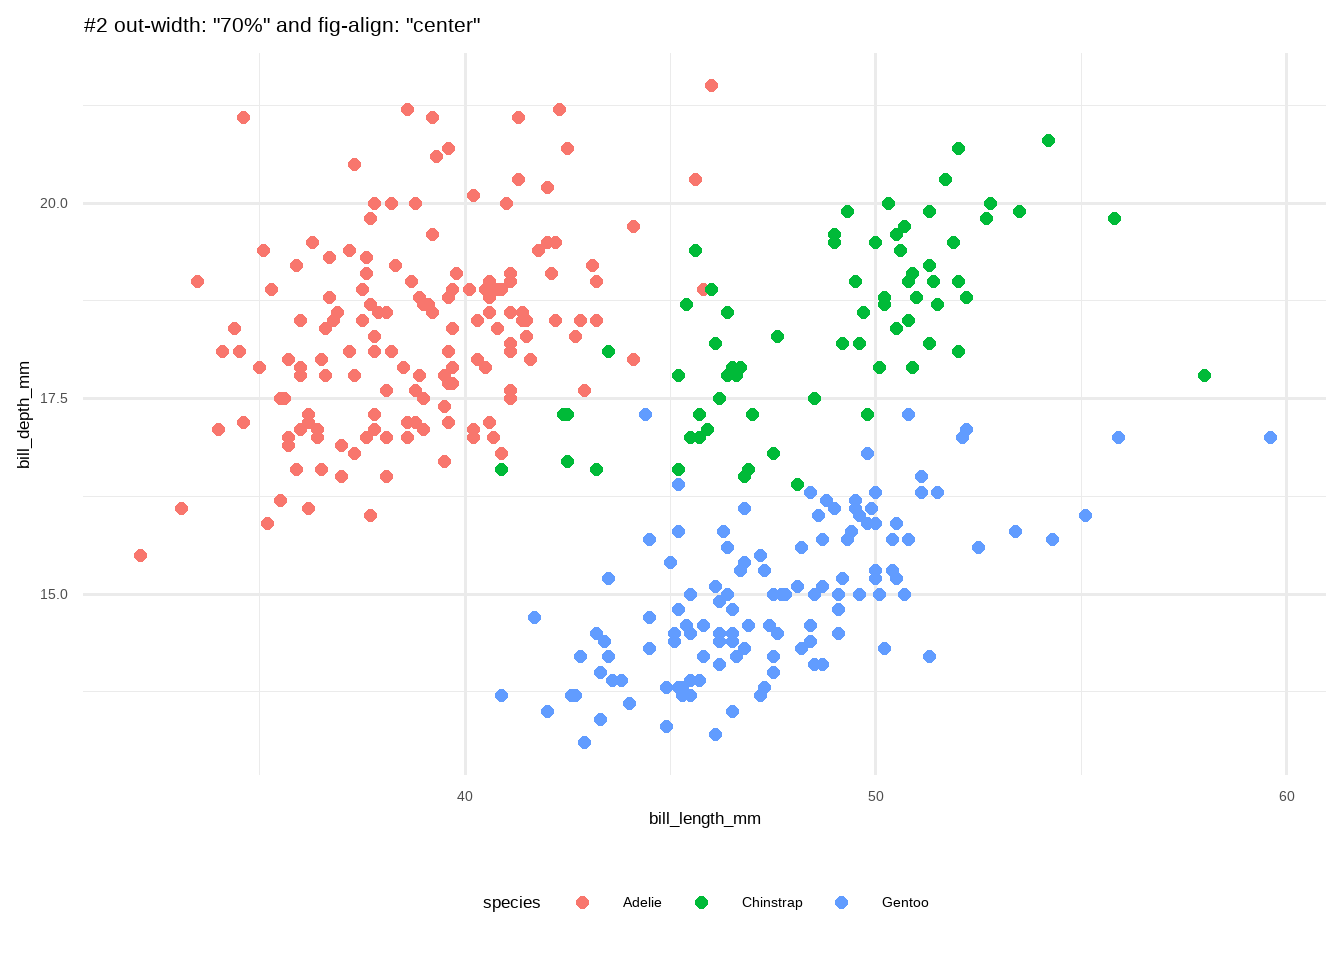 #2 out-width: "70%" and fig-align: "center"
20.0
17.5
15.0
bill_depth_mm
40 50 60
bill_length_mm
species Adelie Chinstrap Gentoo